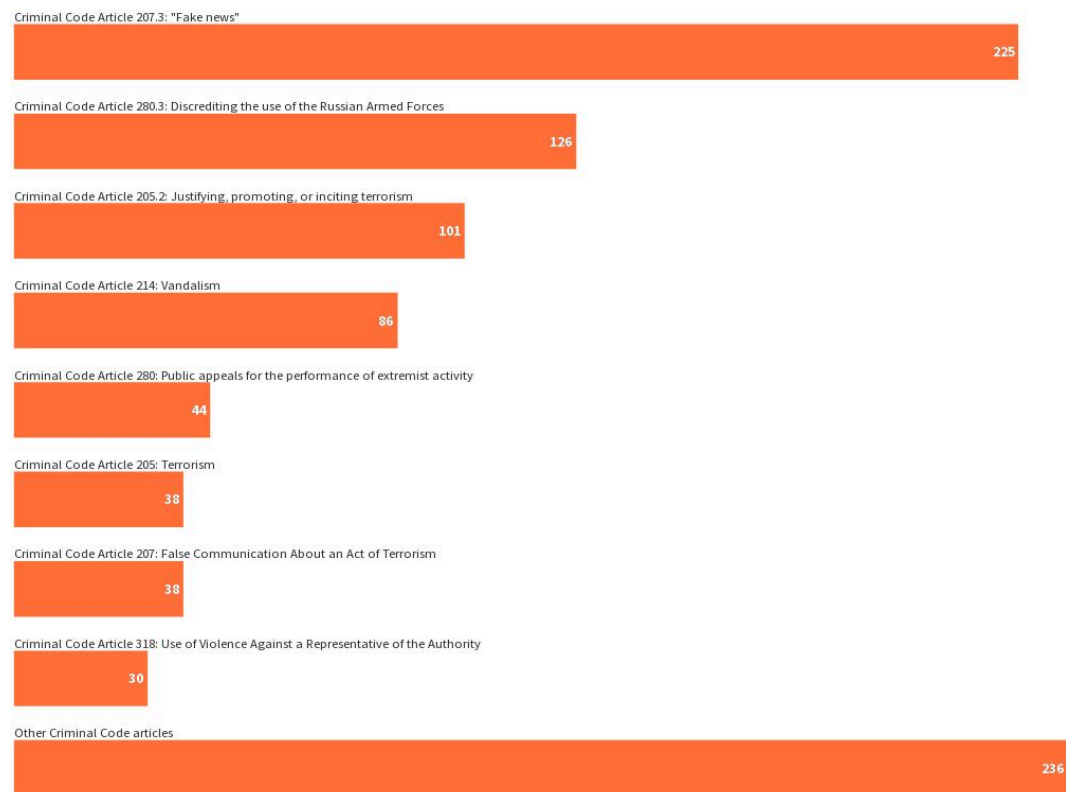 Criminal Code Article 207.3: "Fake news"
225
Criminal Code Article 280.3: Discrediting the use of the Russian Armed Forces
126
Criminal Code Article 205.2: Justifying, promoting, or inciting terrorism
101
Criminal Code Article 214: Vandalism
86
Criminal Code Article 280: Public appeals for the performance of extremist activity
44
Criminal Code Article 205: Terrorism
38
Criminal Code Article 207: False Communication About an Act of Terrorism
38
Criminal Code Article 318: Use of Violence Against a Representative of the Authority
30
Other Criminal Code articles
236